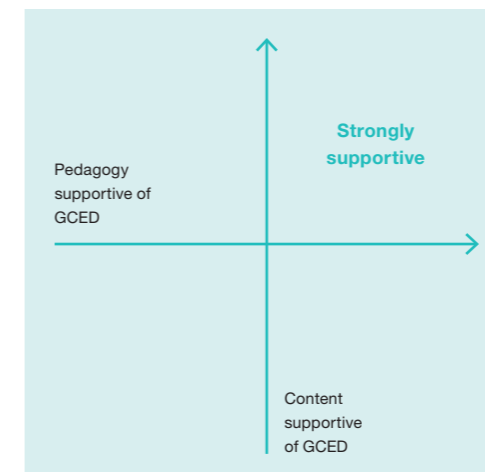 Strongly
supportive
Pedagogy
supportive of
GCED
Content
supportive
of GCED